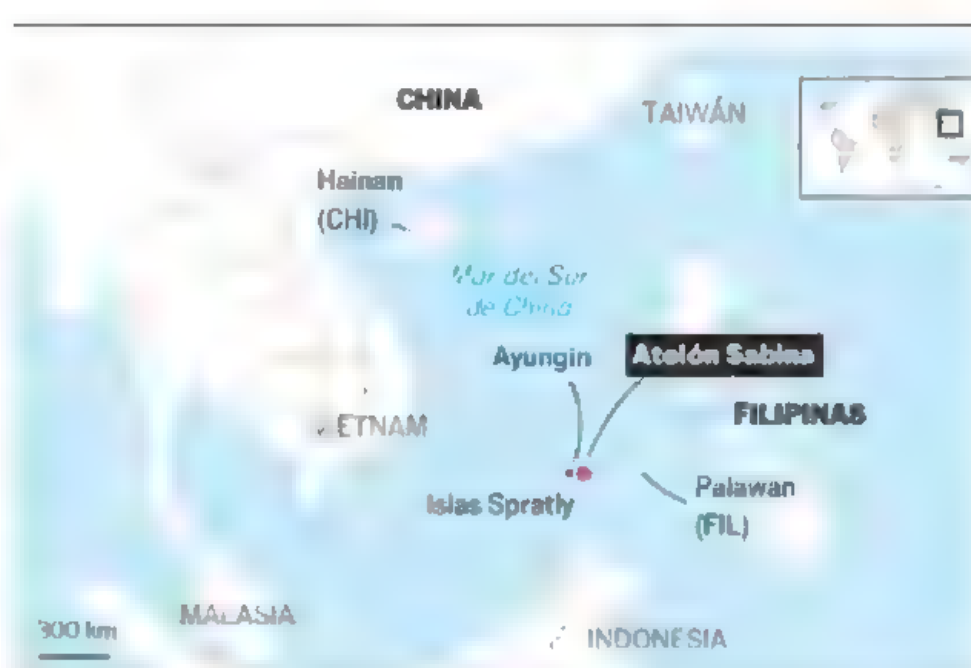 CHINA
TAIWÁN
Hainan
(CHI)
Mar del Sur
de China
Ayungin
Atolón Sabina
FILIPINAS
ETNAM
Islas Spratly
Palawan
(FIL)
MALASIA
300 km
INDONESIA